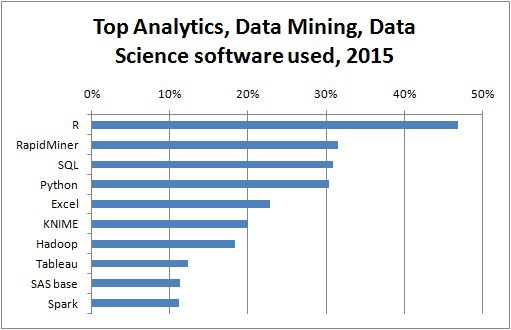 Top Analytics, Data Mining, Data
Science software used, 2015
0% 10% 20% 30% 40% 50%
R
RapidMiner
SQL
Python
Excel
KNIME
Hadoop
Tableau
SAS base
Spark